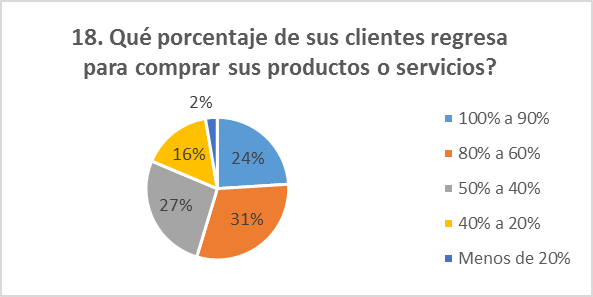 18. Qué porcentaje de sus clientes regresa
para comprar sus productos o servicios?
2%
16%
24%
27%
31%
100% a 90%
80% a 60%
50% a 40%
40% a 20%
Menos de 20%